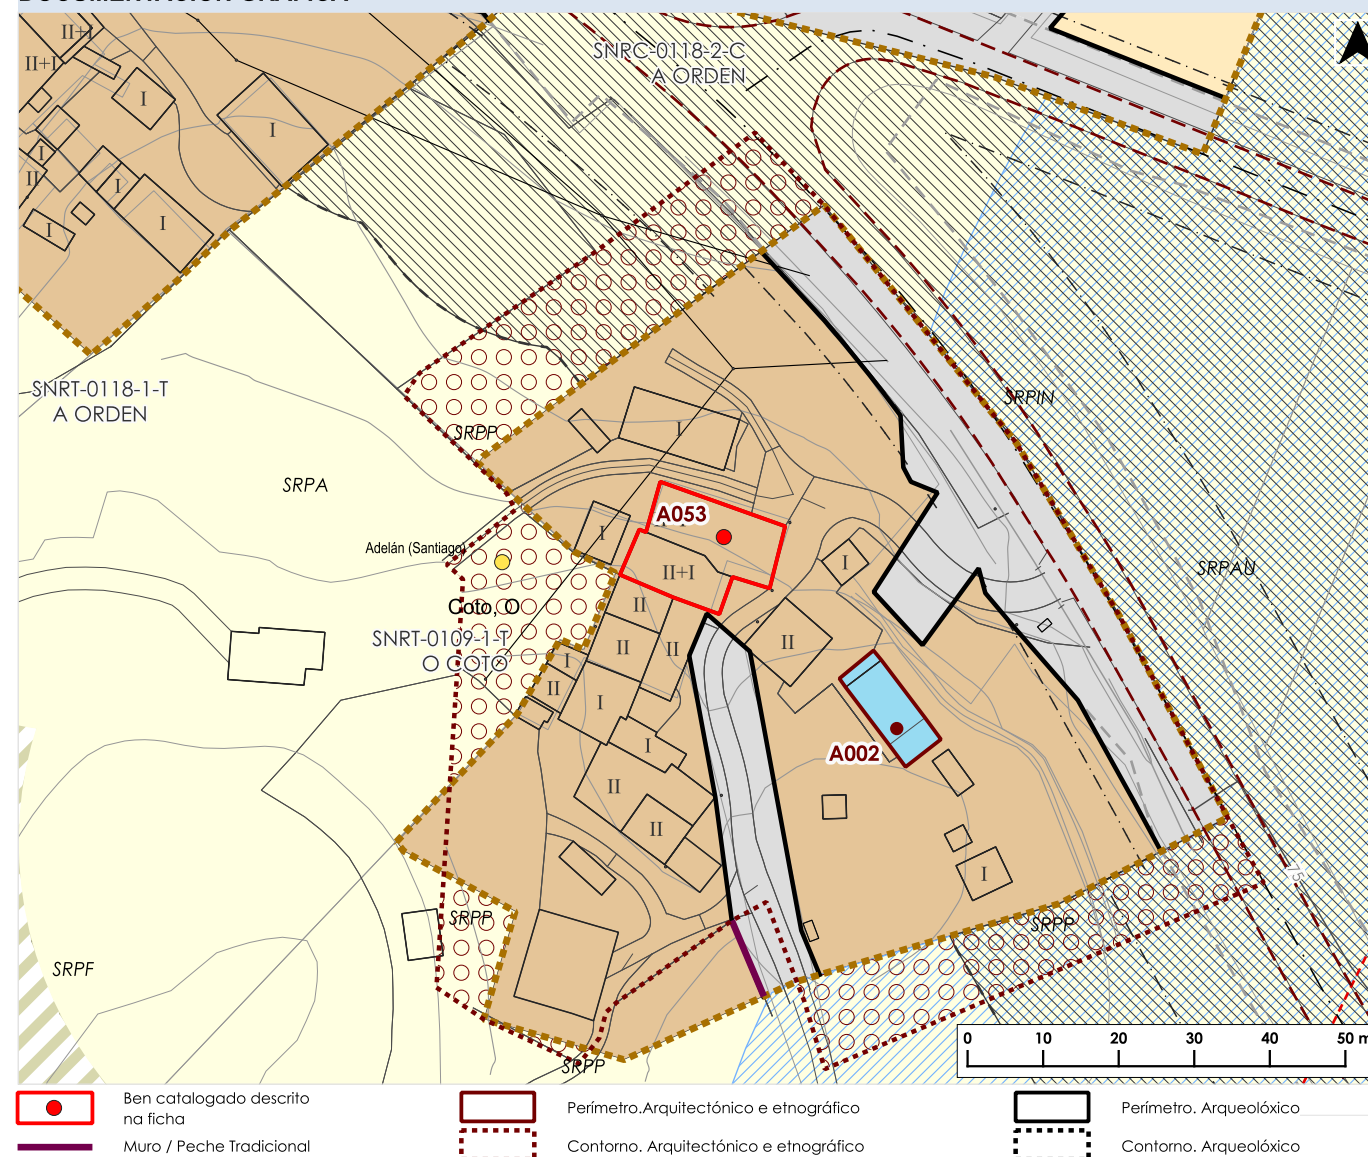 DOCUMENTACIÓN GRÁFICA
SNRC-0118-2-C
A ORDEN
II+I
II+I
I
I
I
II
I
I
I
SNRT-0118-1-T
A ORDEN
SRPIN
SRPP
I
SRPA
A053
I
Adelán (Santiago)
II+I
I
SRPAU
II
Coto, O
SNRT-0109-1-T
O COTO
II
II
II
I
II
I
A002
I
II
II
I
75
SRPP
SRPP
SRPF
SRPP
0 10 20 30 40 50 m
Ben catalogado descrito
na ficha
Perímetro.Arquitectónico e etnográfico
Perímetro. Arqueolóxico
Muro / Peche Tradicional
Contorno. Arquitectónico e etnográfico
Contorno. Arqueolóxico